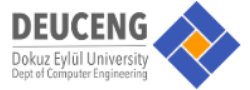 DEUCENG
Dokuz Eylül University
Dept of Computer Engineering